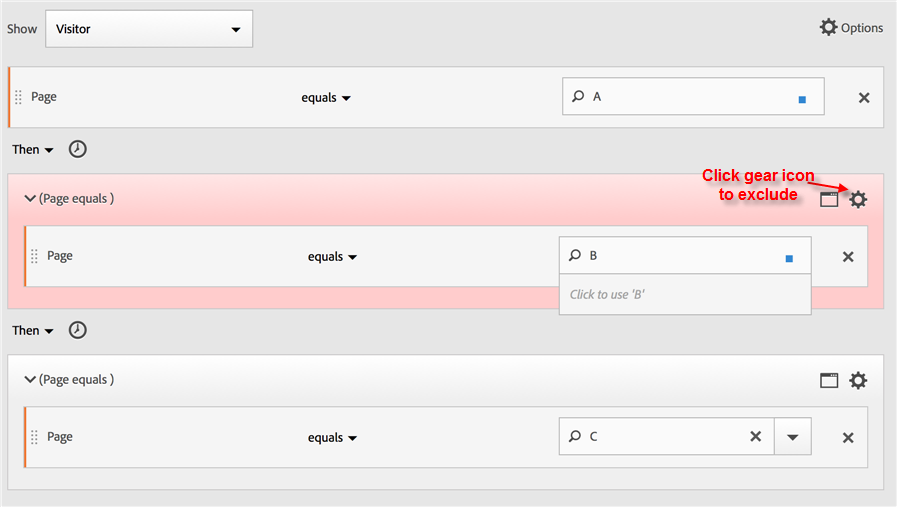 Show Visitor Options
Page equals A
Then
Click gear icon
to exclude
(Page equals )
Page equals B
Click to use 'B'
Then
(Page equals )
Page equals C